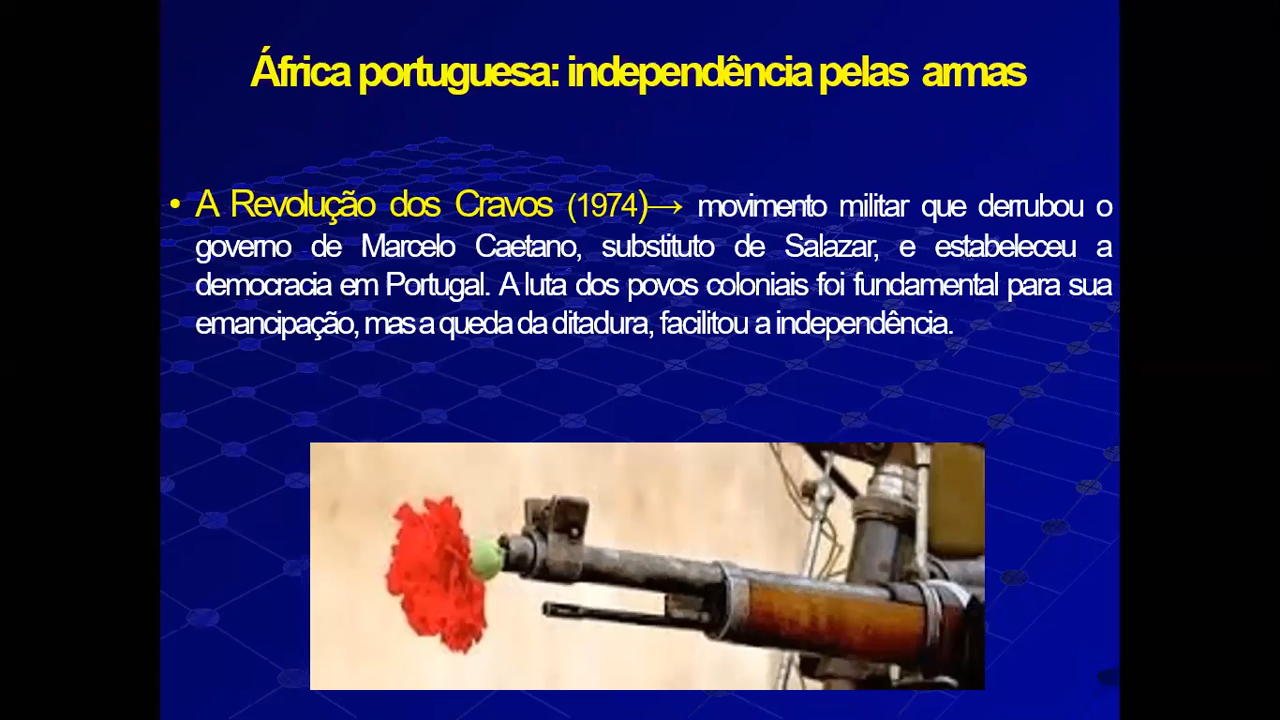 África portuguesa: independência pelas armas
• A Revolução dos Cravos (1974)→ movimento militar que derrubou o
governo de Marcelo Caetano, substituto de Salazar, e estabeleceu a
democracia em Portugal. A luta dos povos coloniais foi fundamental para sua
emancipação, mas a queda da ditadura, facilitou a independência.